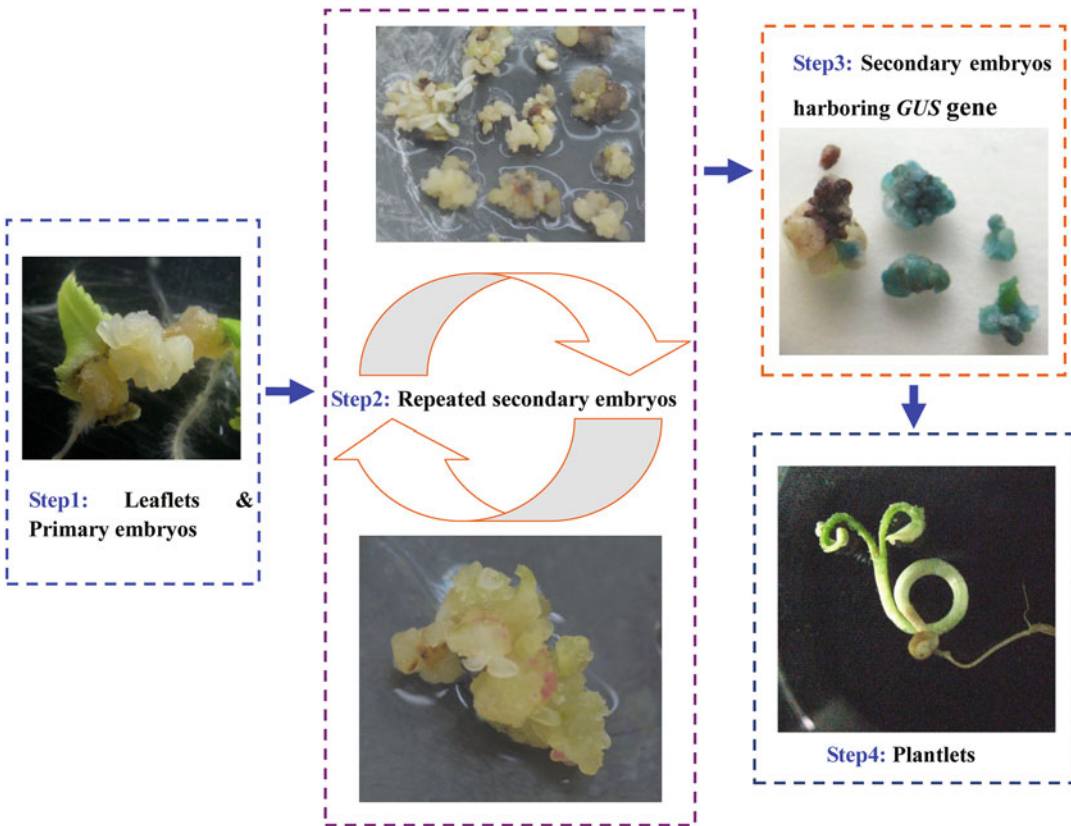 Step1: Leaflets &
Primary embryos
Step2: Repeated secondary embryos
Step3: Secondary embryos
harboring GUS gene
Step4: Plantlets